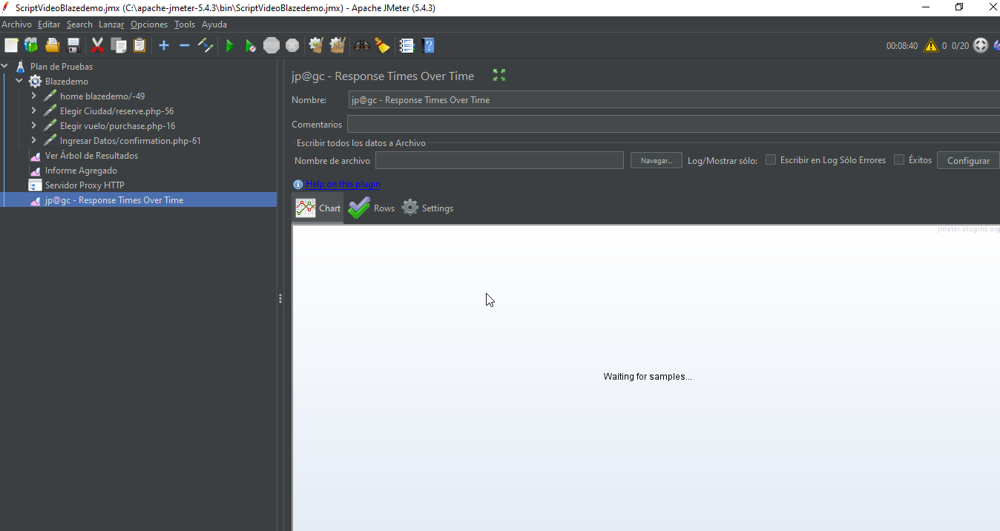 ScriptVideoBlazedemo.jmx (C:\apache-jmeter-5.4.3\bin\ScriptVideoBlazedemo.jmx) - Apache JMeter (5.4.3)
Archivo Editar Search Lanzar Opciones Tools Ayuda
STOP
00:08:40 0 0/20
Plan de Pruebas
Blazedemo
home blazedemo/-49
Elegir Ciudad/reserve.php-56
Elegir vuelo/purchase.php-16
Ingresar Datos/confirmation.php-61
Ver Árbol de Resultados
Informe Agregado
Servidor Proxy HTTP
jp@gc - Response Times Over Time
jp@gc - Response Times Over Time
Nombre: jp@gc - Response Times Over Time
Comentarios
Escribir todos los datos a Archivo
Nombre de archivo Navegar... Log/Mostrar sólo: Escribir en Log Sólo Errores Éxitos Configurar
Help on this plugin
Chart Rows Settings
jmeter-plugins.org
Waiting for samples...